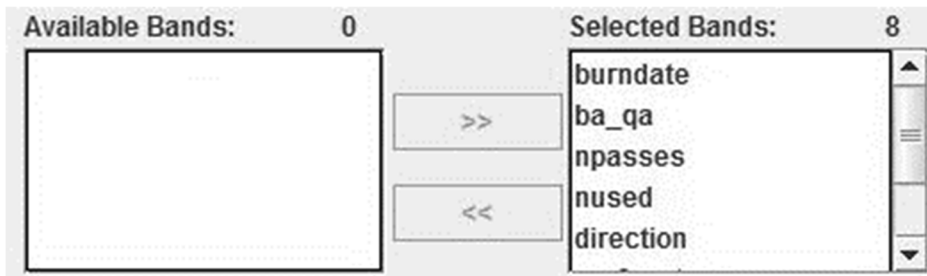 Available Bands: 0
Selected Bands: 8
burndate
ba_qa
>>
npasses
nused
<<
direction